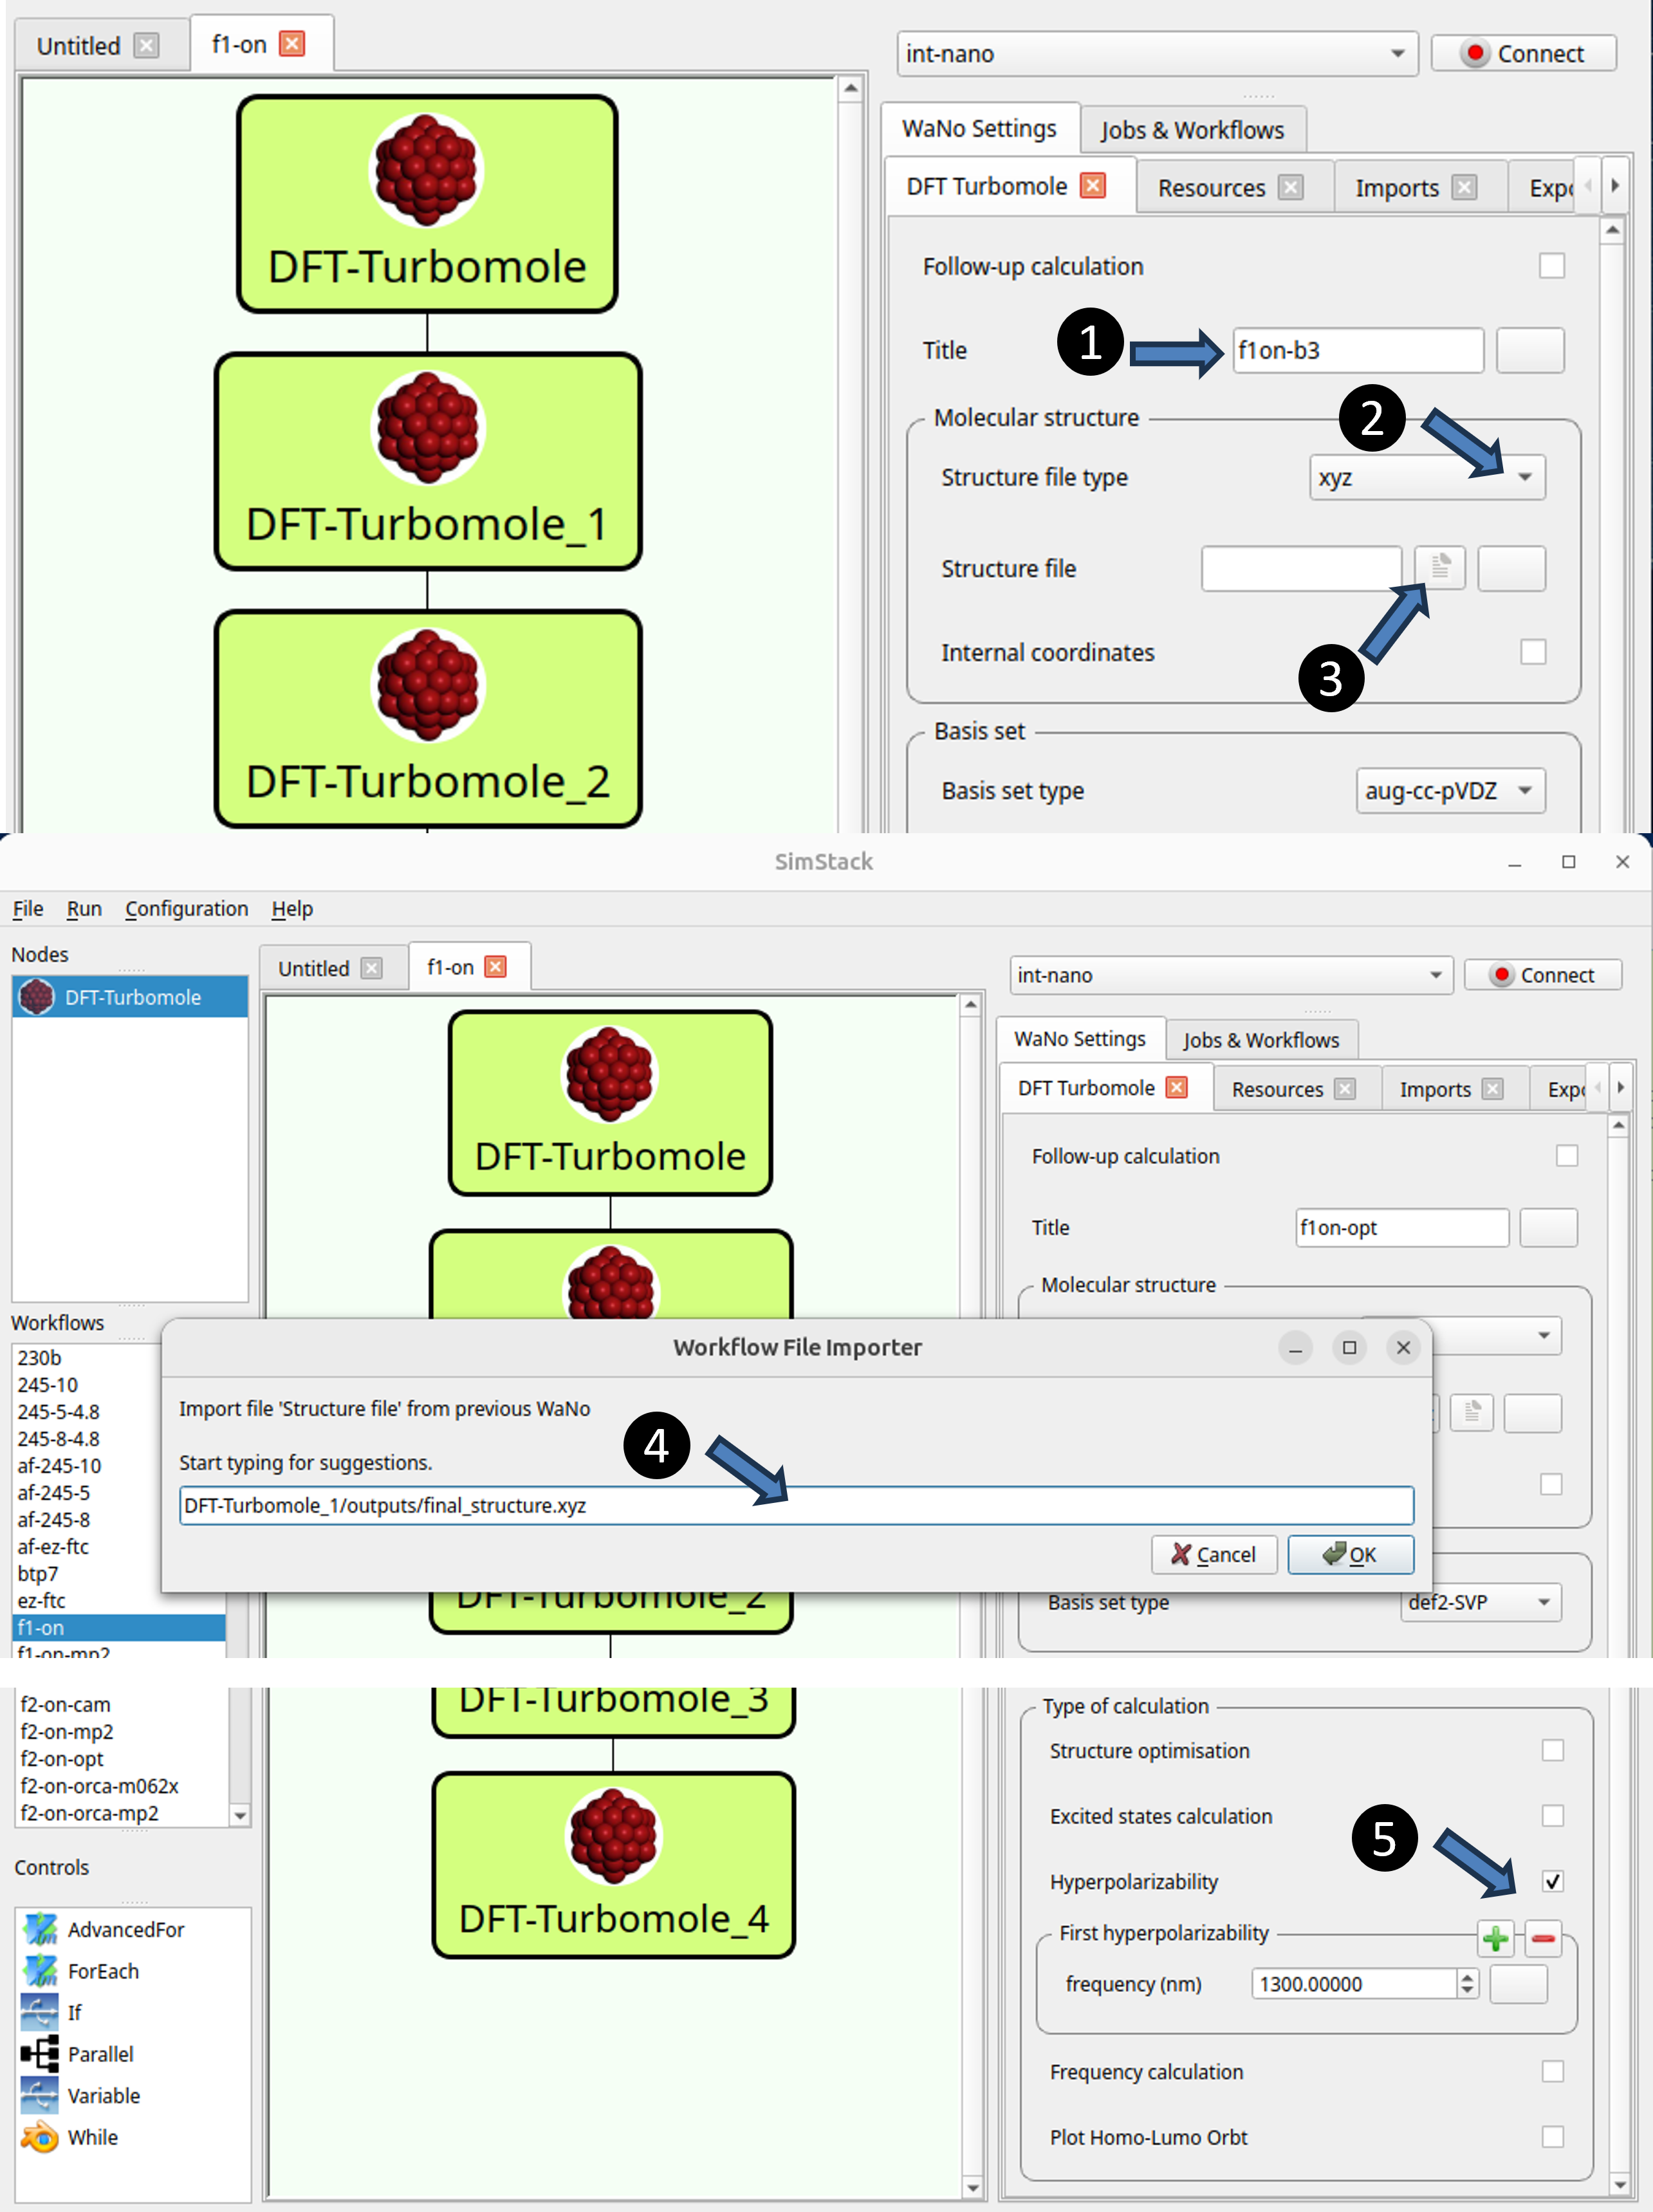 Untitled f1-on
int-nano Connect
WaNo Settings Jobs & Workflows
DFT Turbomole Resources Imports Expo
DFT-Turbomole
DFT-Turbomole_1
DFT-Turbomole_2
Follow-up calculation
Title 1 f1on-b3
Molecular structure 2
Structure file type xyz
Structure file
3
Internal coordinates
Basis set
Basis set type aug-cc-pVDZ
SimStack
File Run Configuration Help
Nodes
DFT-Turbomole
Untitled f1-on
int-nano Connect
WaNo Settings Jobs & Workflows
DFT Turbomole Resources Imports Expo
DFT-Turbomole
Follow-up calculation
Title f1on-opt
Molecular structure
Workflows
230b
245-10
245-5-4.8
245-8-4.8
af-245-10
af-245-5
af-245-8
af-ez-ftc
btp7
ez-ftc
f1-on
f1-on-mp2
Workflow File Importer
Import file 'Structure file' from previous WaNo
Start typing for suggestions.
4
DFT-Turbomole_1/outputs/final_structure.xyz
Cancel OK
DFT-Turbomole_2
Basis set type def2-SVP
f2-on-cam
f2-on-mp2
f2-on-opt
f2-on-orca-m062x
f2-on-orca-mp2
Controls
AdvancedFor
ForEach
If
Parallel
Variable
While
DFT-Turbomole_3
DFT-Turbomole_4
Type of calculation
Structure optimisation
Excited states calculation
5
Hyperpolarizability
First hyperpolarizability
frequency (nm) 1300.00000
Frequency calculation
Plot Homo-Lumo Orbt